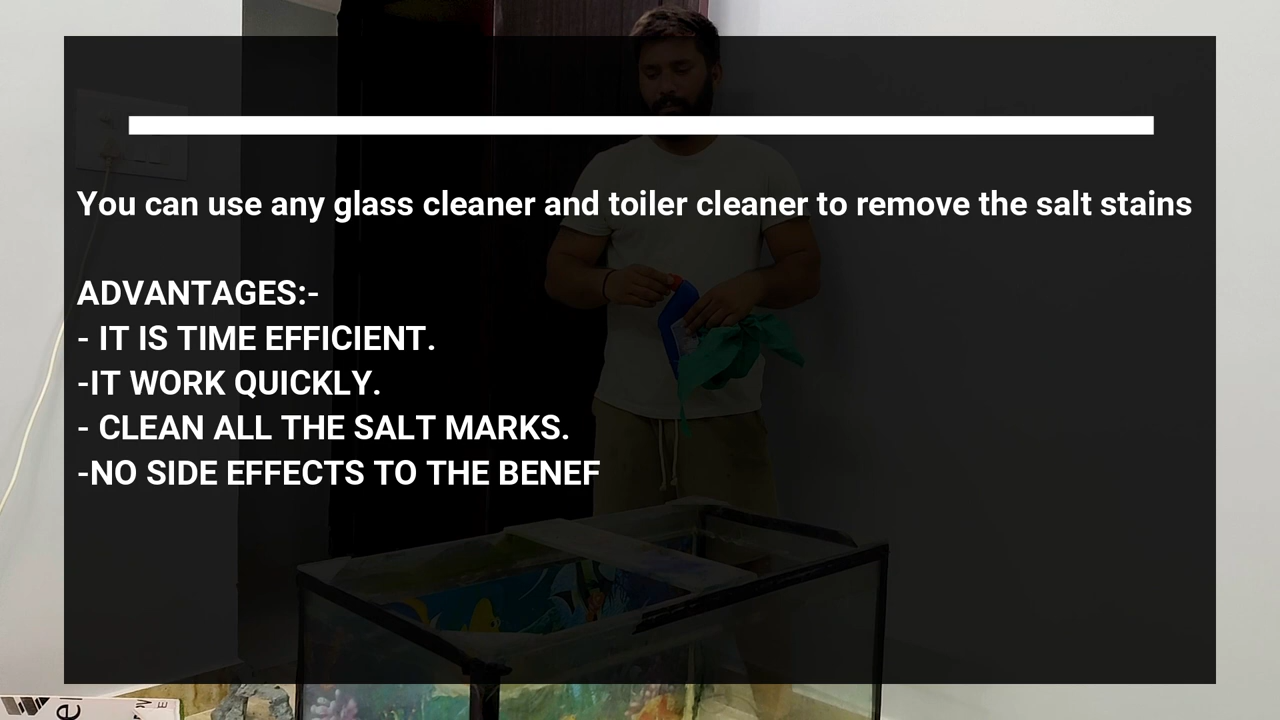 You can use any glass cleaner and toiler cleaner to remove the salt stains
ADVANTAGES:-
- IT IS TIME EFFICIENT.
-IT WORK QUICKLY.
- CLEAN ALL THE SALT MARKS.
-NO SIDE EFFECTS TO THE BENEF